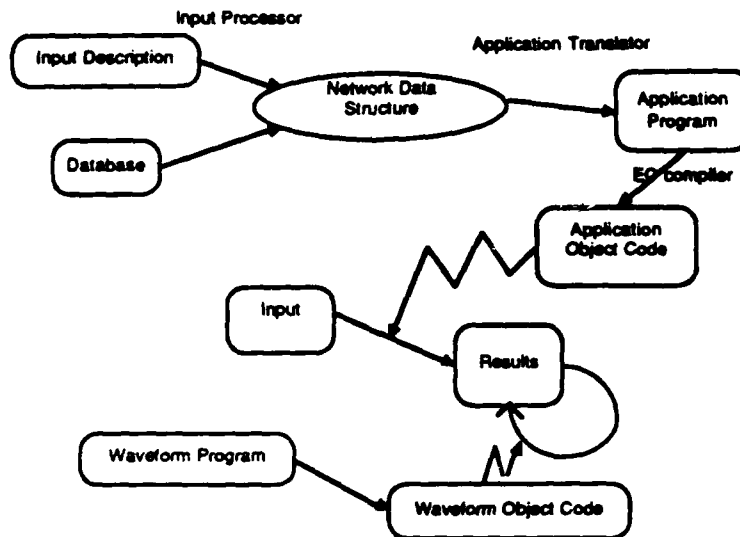 Input Processor
Input Description
Application Translator
Network Data
Structure
Application
Program
Database
EC compiler
Application
Object Code
Input
Results
Waveform Program
Waveform Object Code